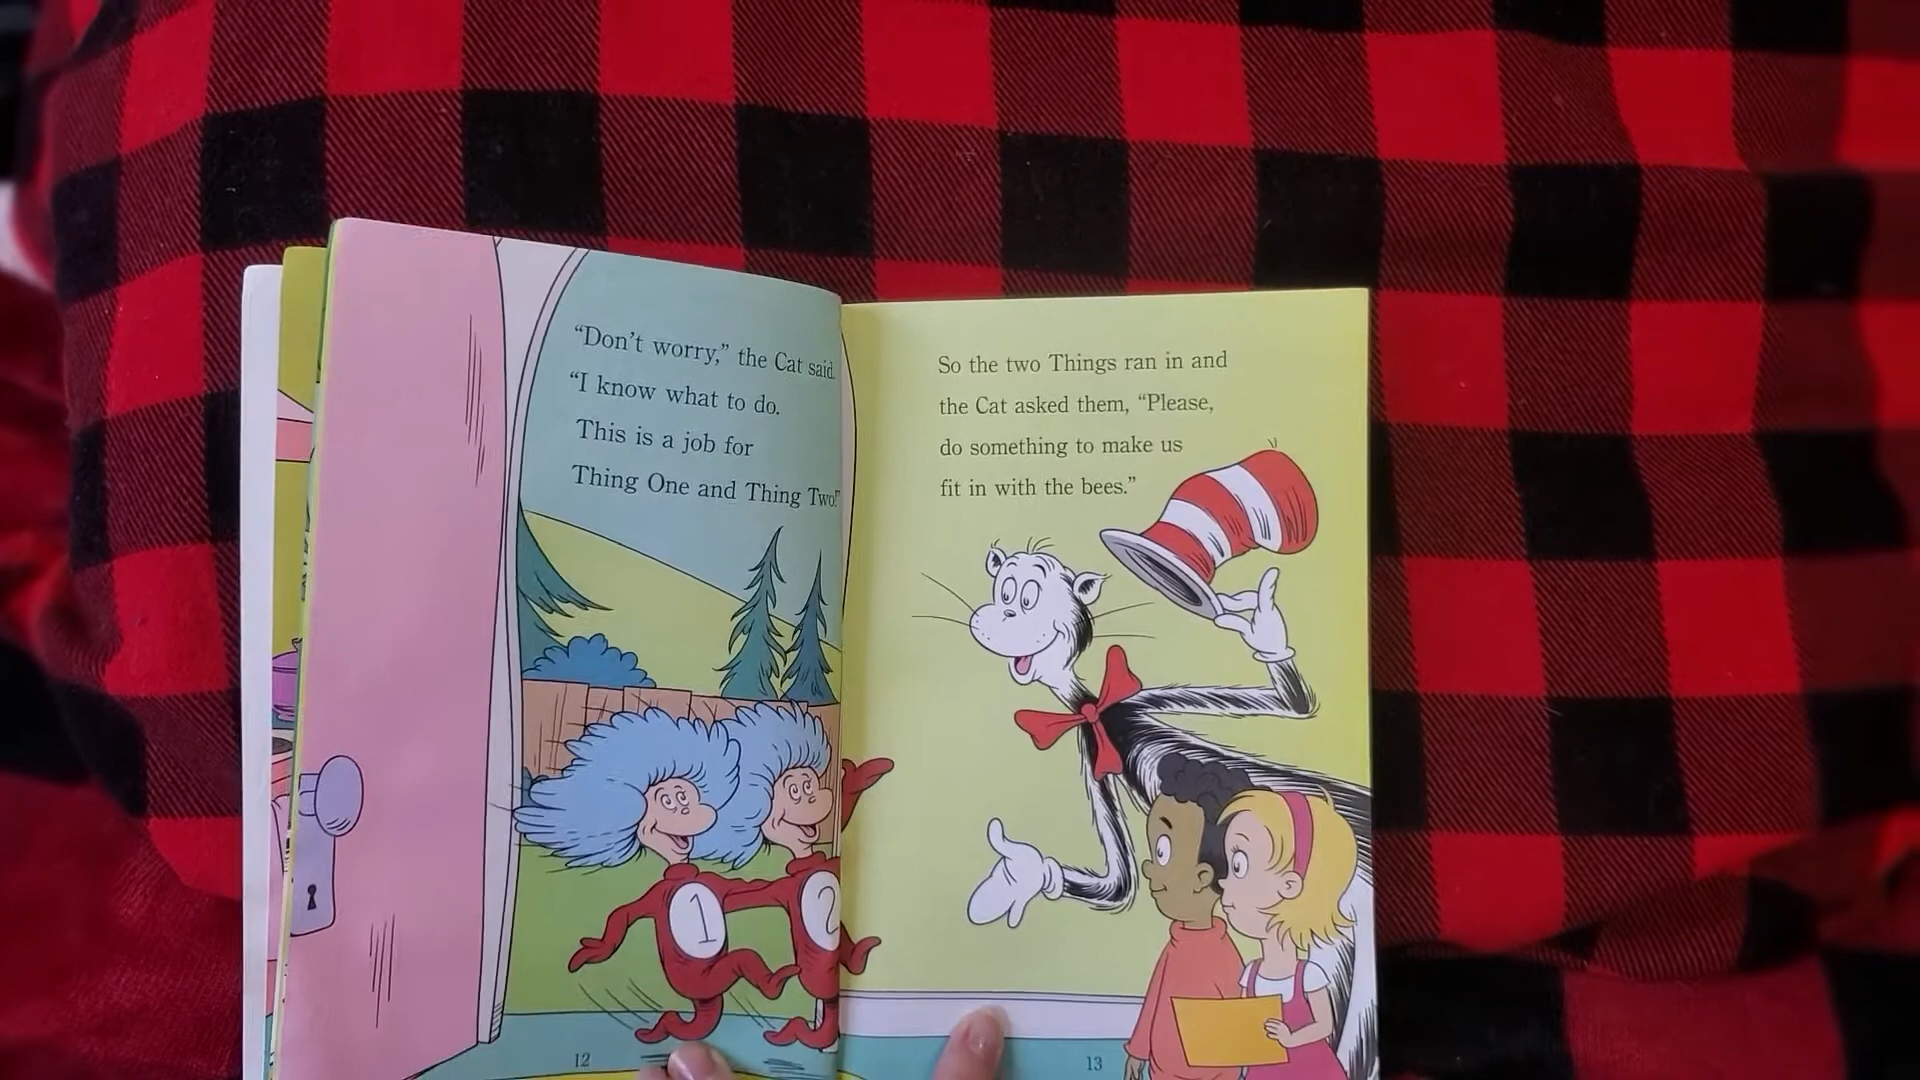 “Don’t worry,” the Cat said.
“I know what to do.
This is a job for
Thing One and Thing Two!”
1
2
12
So the two Things ran in and
the Cat asked them, “Please,
do something to make us
fit in with the bees.”
13